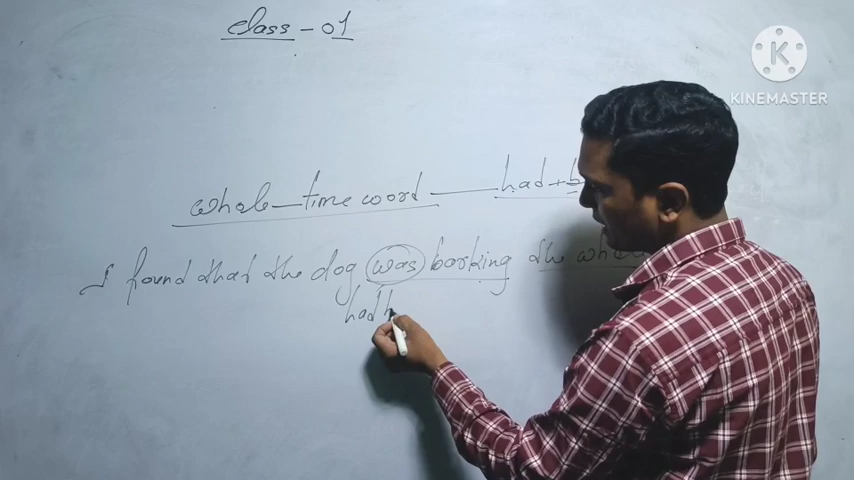 class - 01
KINEMASTER
whole - time word — had + b
I found that the dog was barking the whole
had b